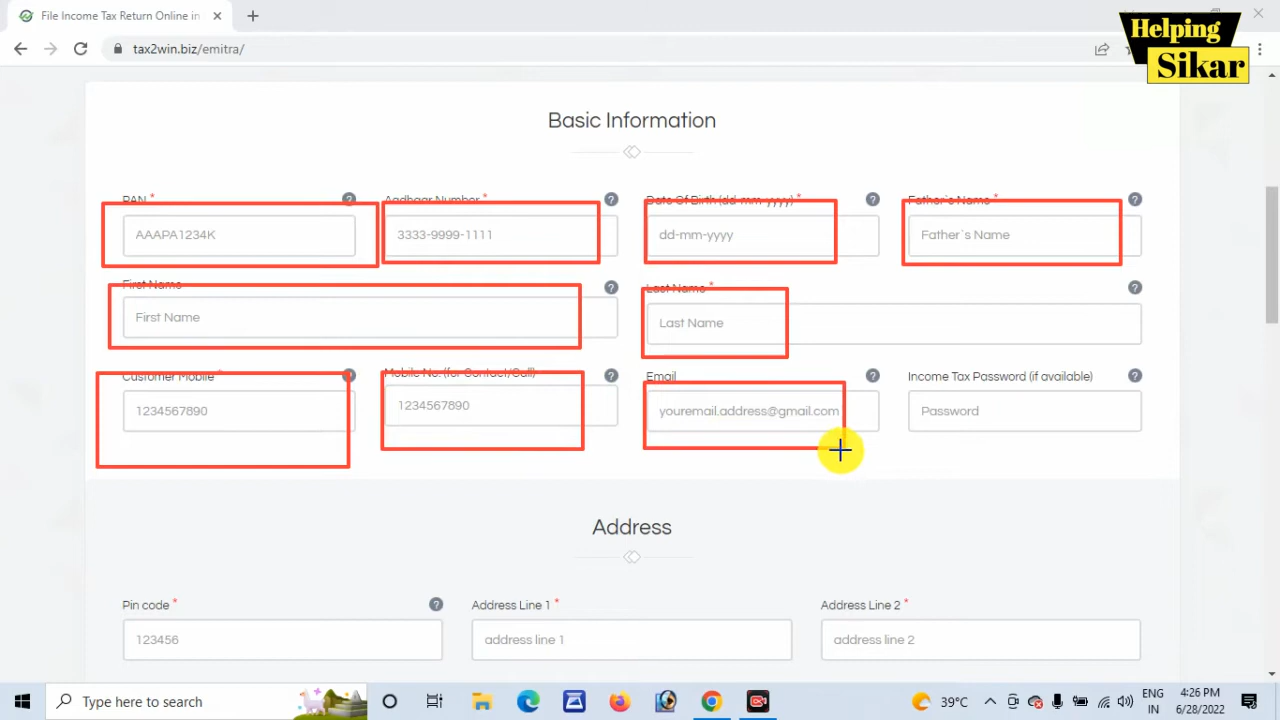 File Income Tax Return Online in
tax2win.biz/emitra/
Helping
Sikar
Basic Information
PAN *
Aadhaar Number *
Date Of Birth (dd-mm-yyyy) *
Father's Name *
AAAPA1234K
3333-9999-1111
dd-mm-yyyy
Father`s Name
First Name
Last Name *
First Name
Last Name
Customer Mobile *
Mobile No. (for Contact/Call)
Email
Income Tax Password (if available)
1234567890
1234567890
youremail.address@gmail.com
Password
Address
Pin code *
Address Line 1 *
Address Line 2 *
123456
address line 1
address line 2
Type here to search
39°C
ENG
IN
4:26 PM
6/28/2022